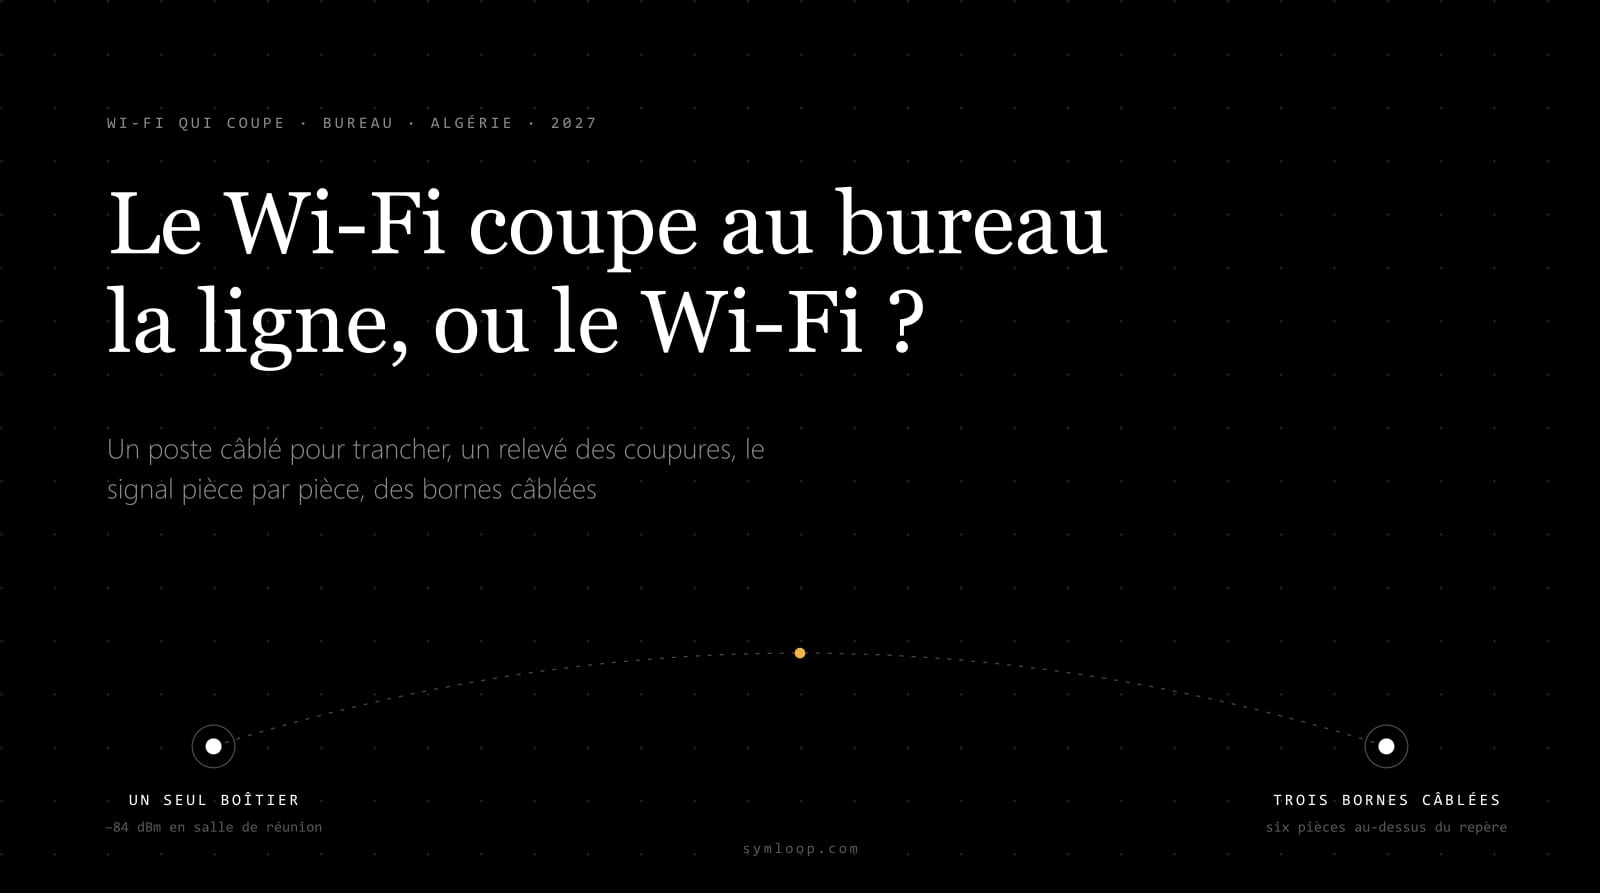 WI-FI QUI COUPE · BUREAU · ALGÉRIE · 2027
Le Wi-Fi coupe au bureau
la ligne, ou le Wi-Fi ?
Un poste câblé pour trancher, un relevé des coupures, le
signal pièce par pièce, des bornes câblées
UN SEUL BOÎTIER
−84 dBm en salle de réunion
TROIS BORNES CÂBLÉES
six pièces au-dessus du repère
symloop.com